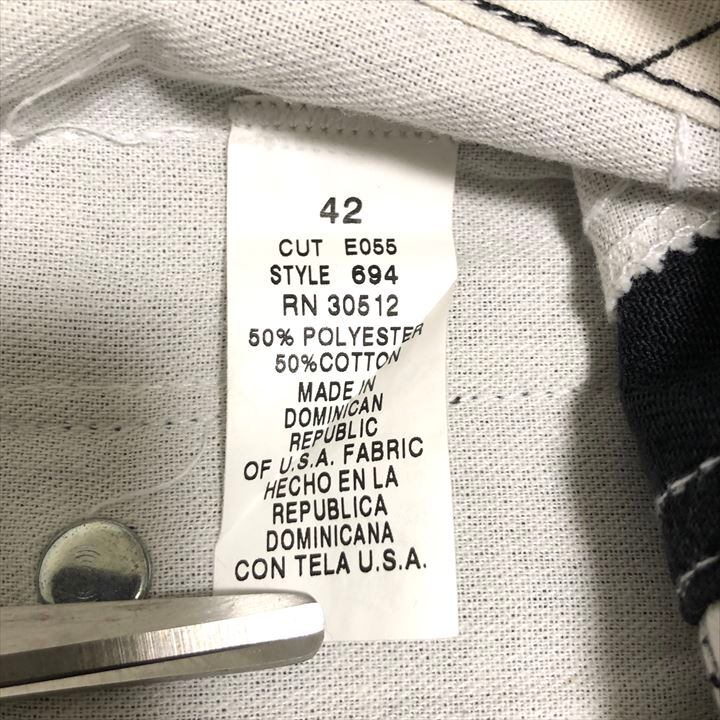 42
CUT E055
STYLE 694
RN 30512
50% POLYESTER
50%COTTON
MADE IN
DOMINICAN
REPUBLIC
OF U.S.A. FABRIC
HECHO EN LA
REPUBLICA
DOMINICANA
CON TELA U.S.A.